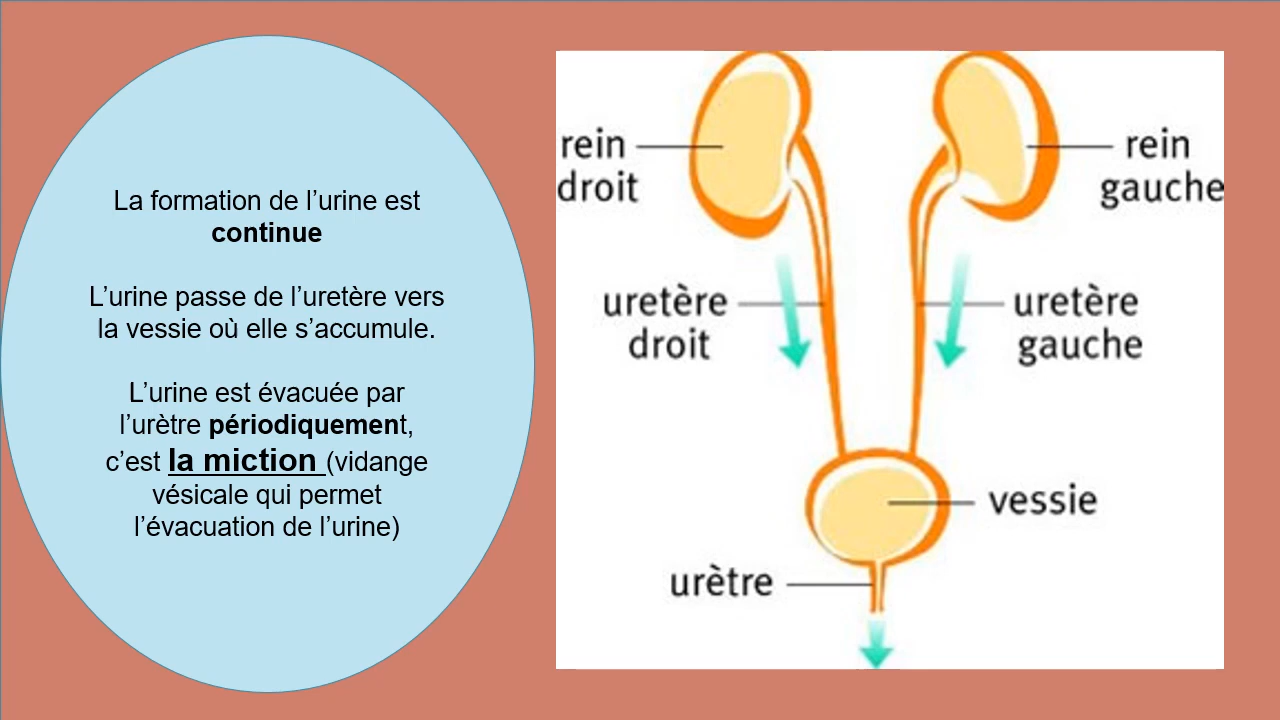 La formation de l’urine est
continue
L’urine passe de l’uretère vers
la vessie où elle s’accumule.
L’urine est évacuée par
l’urètre périodiquement,
c’est la miction (vidange
vésicale qui permet
l’évacuation de l’urine)
rein
droit
rein
gauche
uretère
droit
uretère
gauche
vessie
urètre